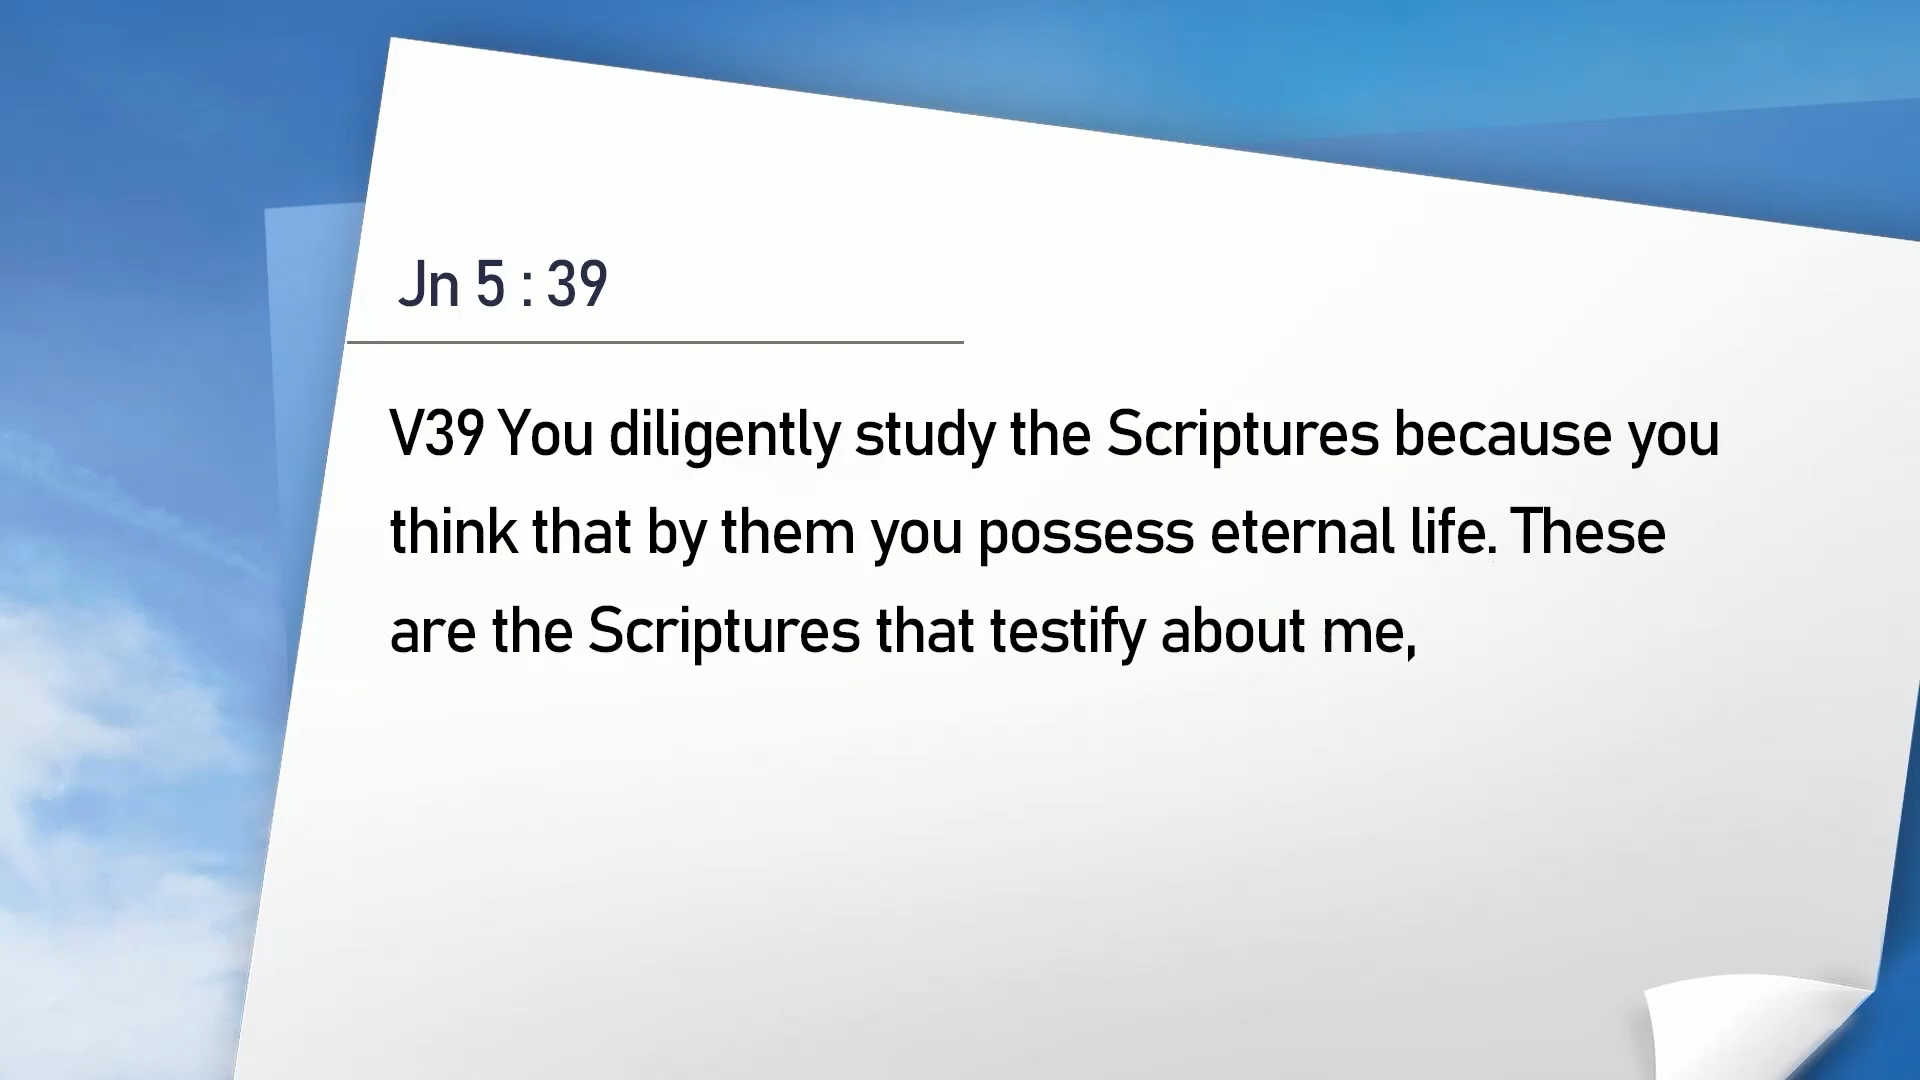 Jn 5 : 39
V39 You diligently study the Scriptures because you
think that by them you possess eternal life. These
are the Scriptures that testify about me,